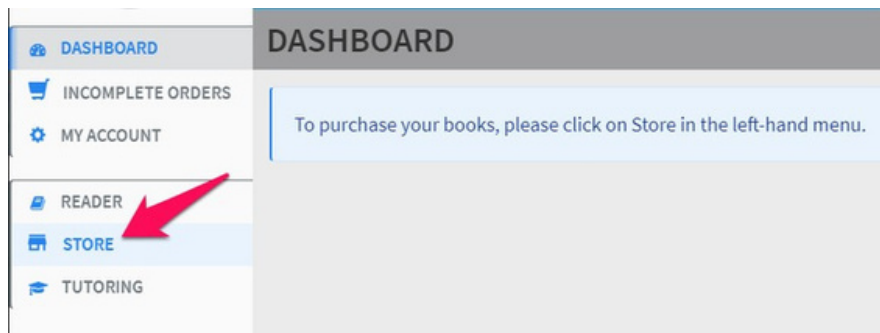 DASHBOARD
INCOMPLETE ORDERS
MY ACCOUNT
READER
STORE
TUTORING
DASHBOARD
To purchase your books, please click on Store in the left-hand menu.